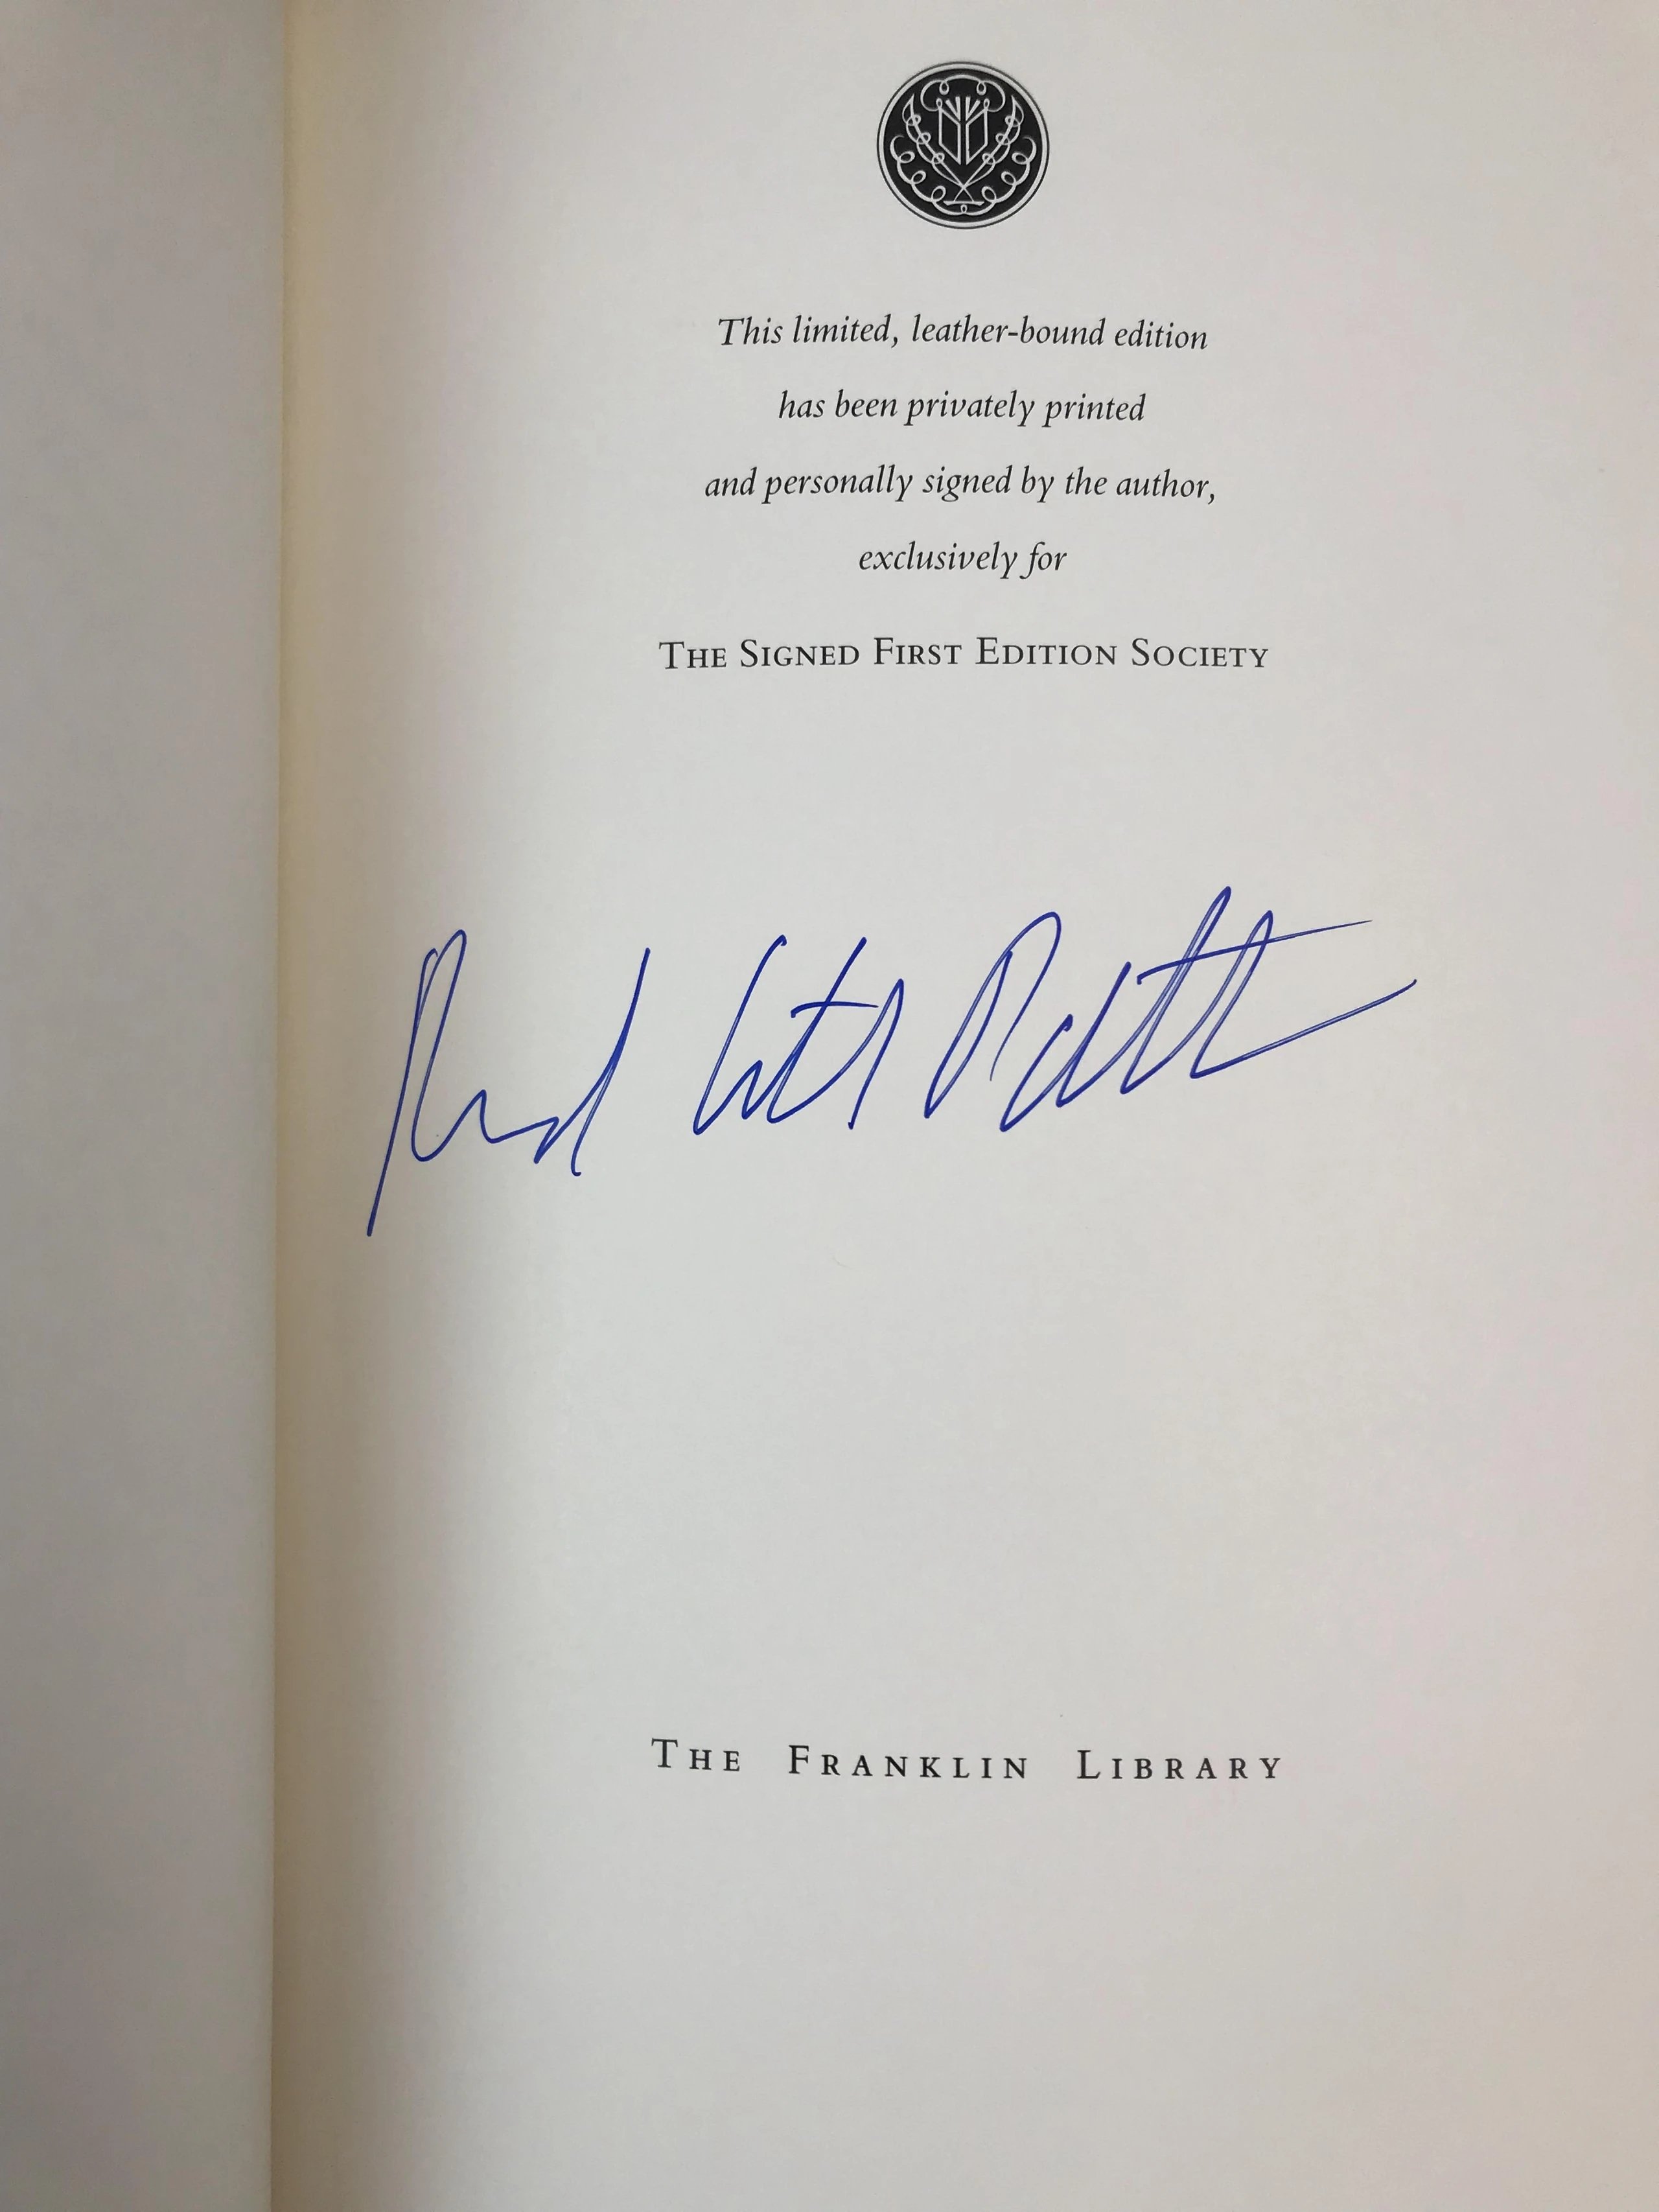 This limited, leather-bound edition
has been privately printed
and personally signed by the author,
exclusively for
THE SIGNED FIRST EDITION SOCIETY
THE FRANKLIN LIBRARY